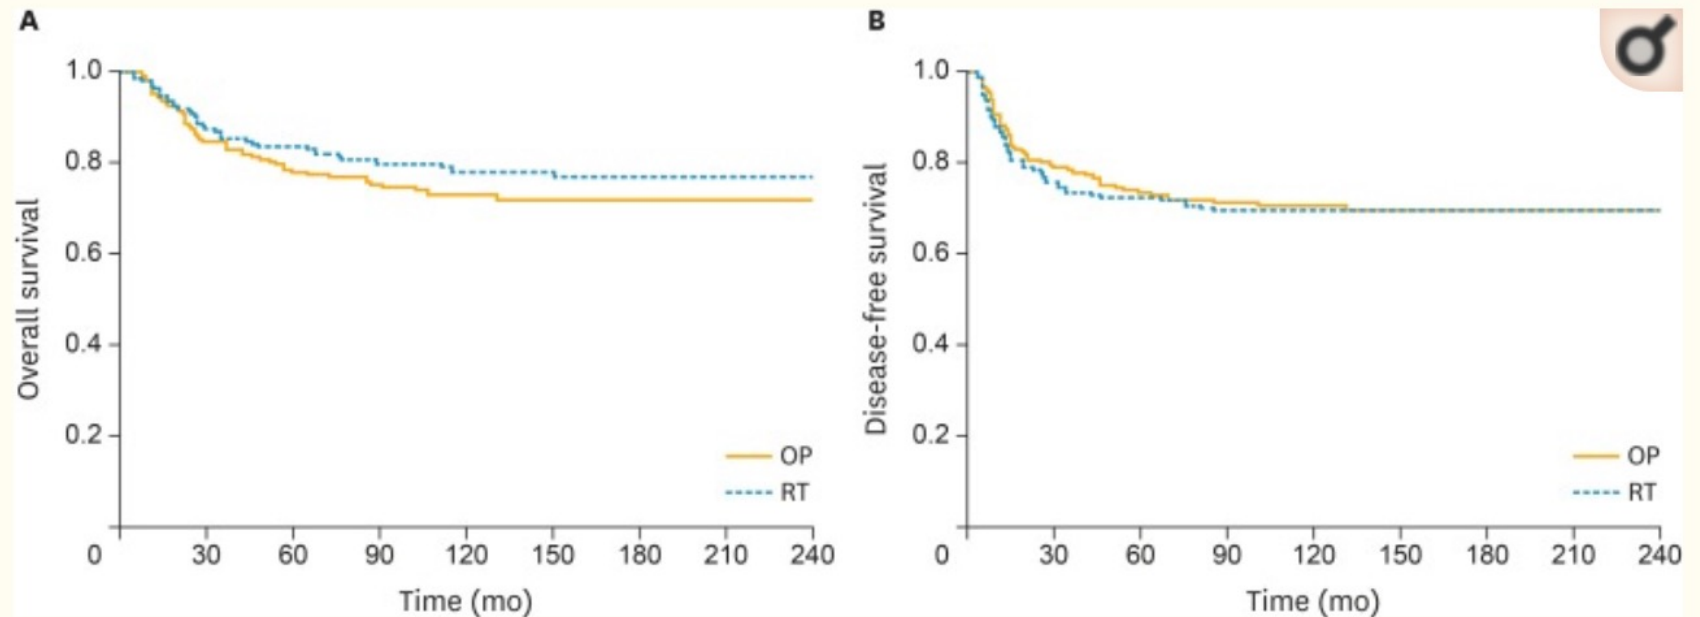 A
Overall survival
1.0
0.8
0.6
0.4
0.2
0 30 60 90 120 150 180 210 240
Time (mo)
OP
RT
B
Disease-free survival
1.0
0.8
0.6
0.4
0.2
0 30 60 90 120 150 180 210 240
Time (mo)
OP
RT